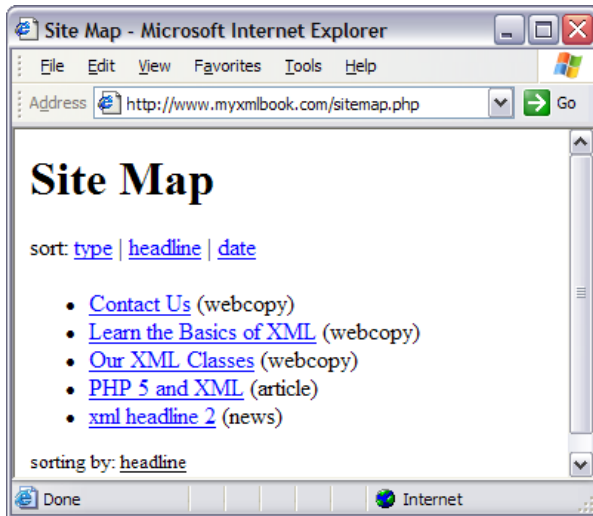 Site Map - Microsoft Internet Explorer
File Edit View Favorites Tools Help
Address http://www.myxmlbook.com/sitemap.php Go
Site Map
sort: type | headline | date
• Contact Us (webcopy)
• Learn the Basics of XML (webcopy)
• Our XML Classes (webcopy)
• PHP 5 and XML (article)
• xml headline 2 (news)
sorting by: headline
Done Internet